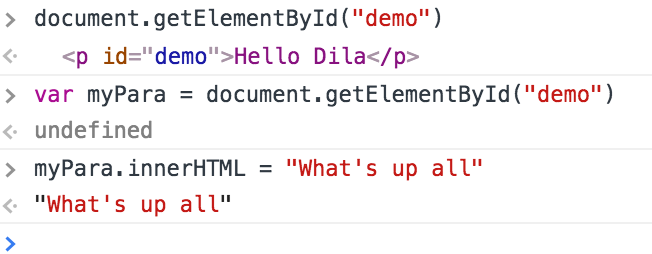 > document.getElementById("demo")
<p id="demo">Hello Dila</p>
> var myPara = document.getElementById("demo")
undefined
> myPara.innerHTML = "What's up all"
"What's up all"
>